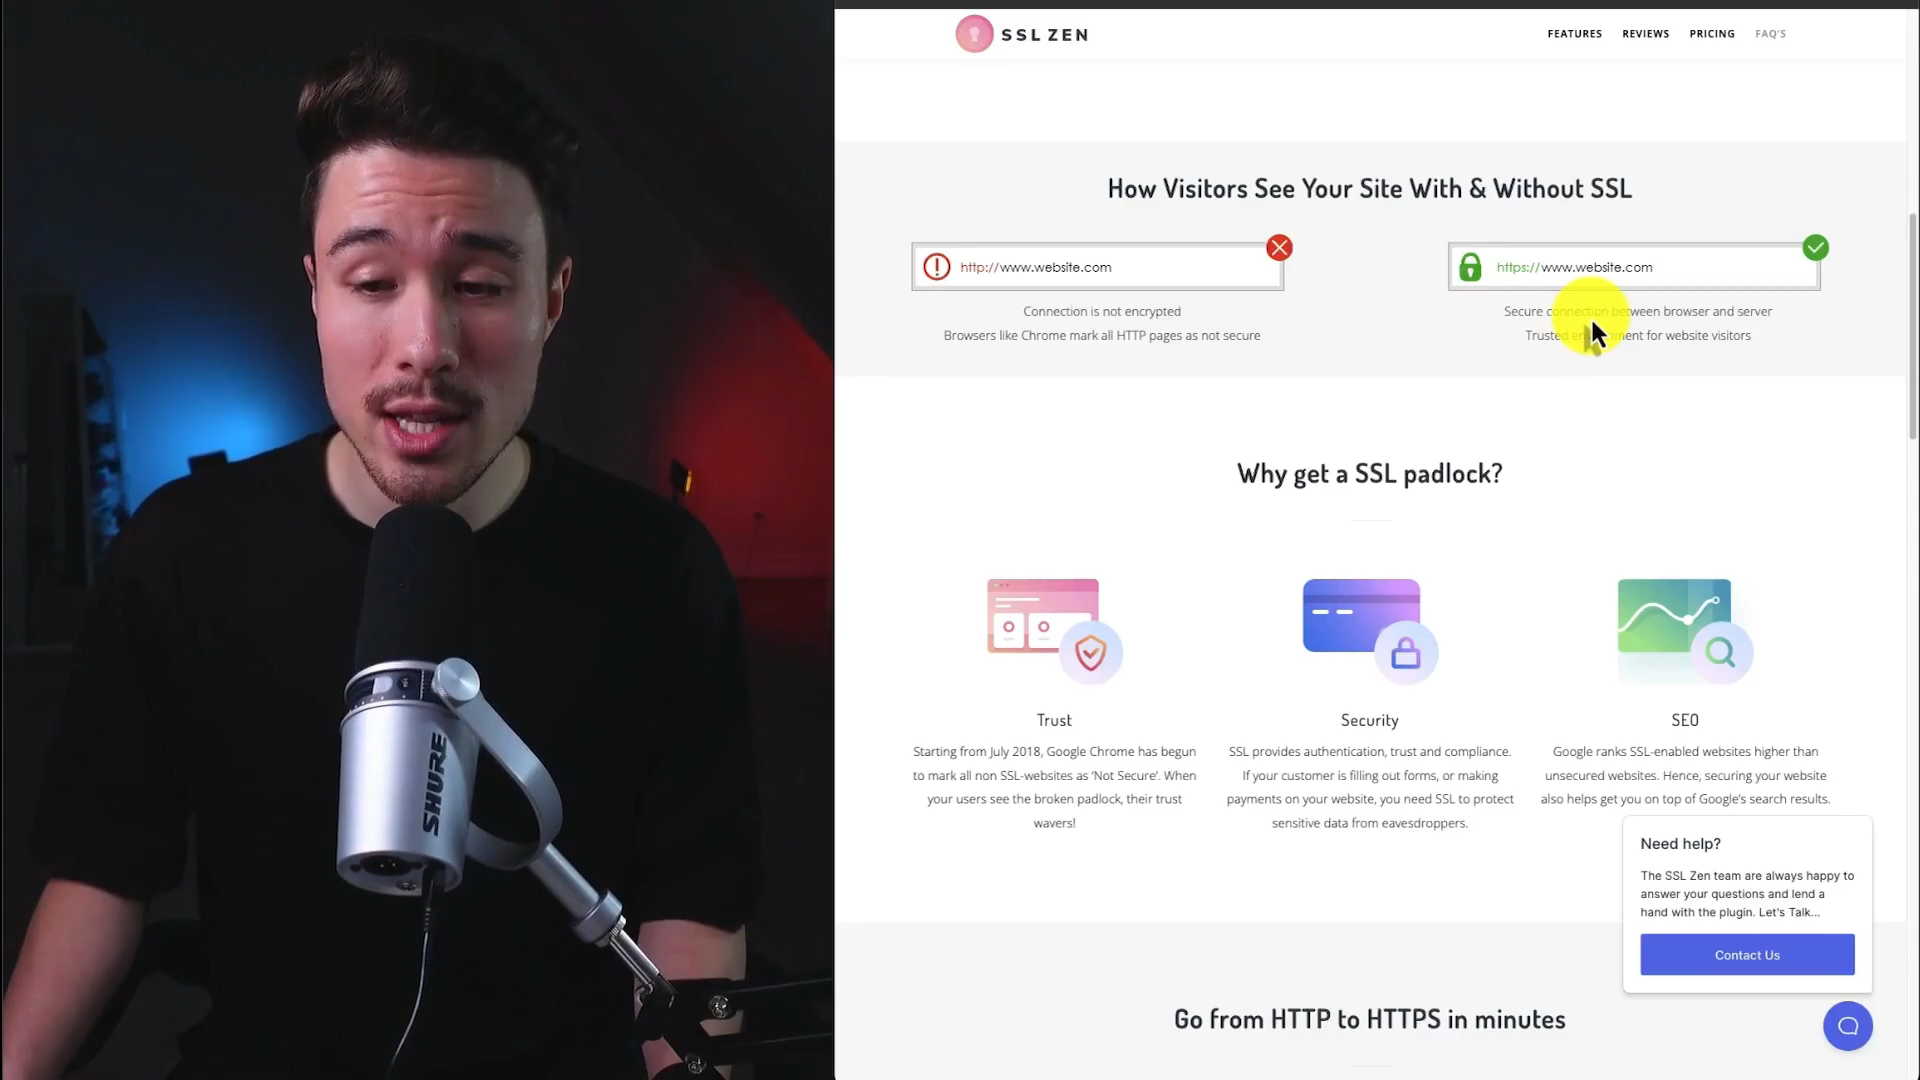 SSL ZEN
FEATURES REVIEWS PRICING FAQ'S
How Visitors See Your Site With & Without SSL
http://www.website.com
Connection is not encrypted
Browsers like Chrome mark all HTTP pages as not secure
https://www.website.com
Secure connection between browser and server
Trusted environment for website visitors
Why get a SSL padlock?
Trust
Starting from July 2018, Google Chrome has begun
to mark all non SSL-websites as 'Not Secure'. When
your users see the broken padlock, their trust
wavers!
Security
SSL provides authentication, trust and compliance.
If your customer is filling out forms, or making
payments on your website, you need SSL to protect
sensitive data from eavesdroppers.
SEO
Google ranks SSL-enabled websites higher than
unsecured websites. Hence, securing your website
also helps get you on top of Google's search results.
Need help?
The SSL Zen team are always happy to
answer your questions and lend a
hand with the plugin. Let's Talk...
Contact Us
Go from HTTP to HTTPS in minutes
SHURE